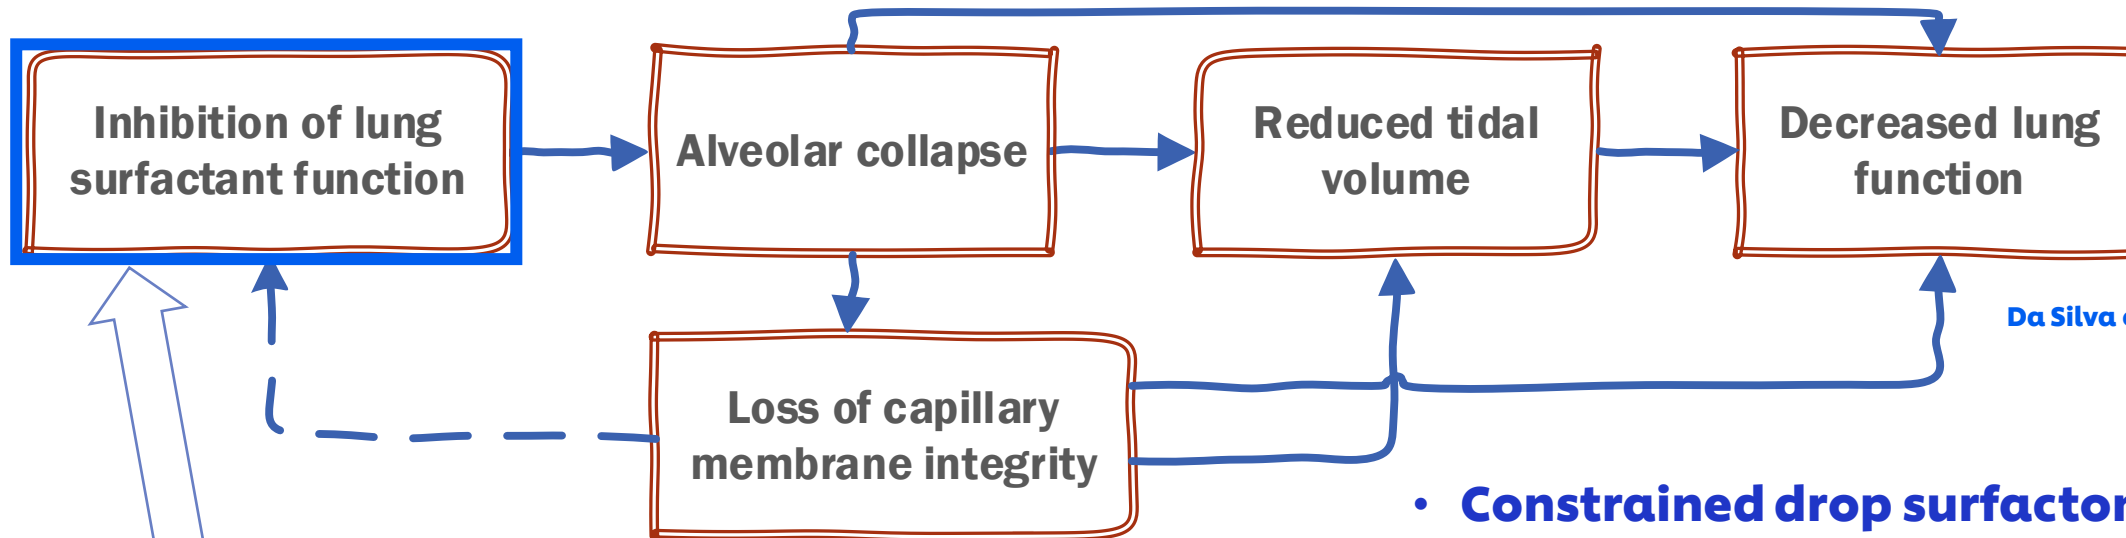 Inhibition of lung
surfactant function
Alveolar collapse
Reduced tidal
volume
Decreased lung
function
Da Silva
Loss of capillary
membrane integrity
• Constrained drop